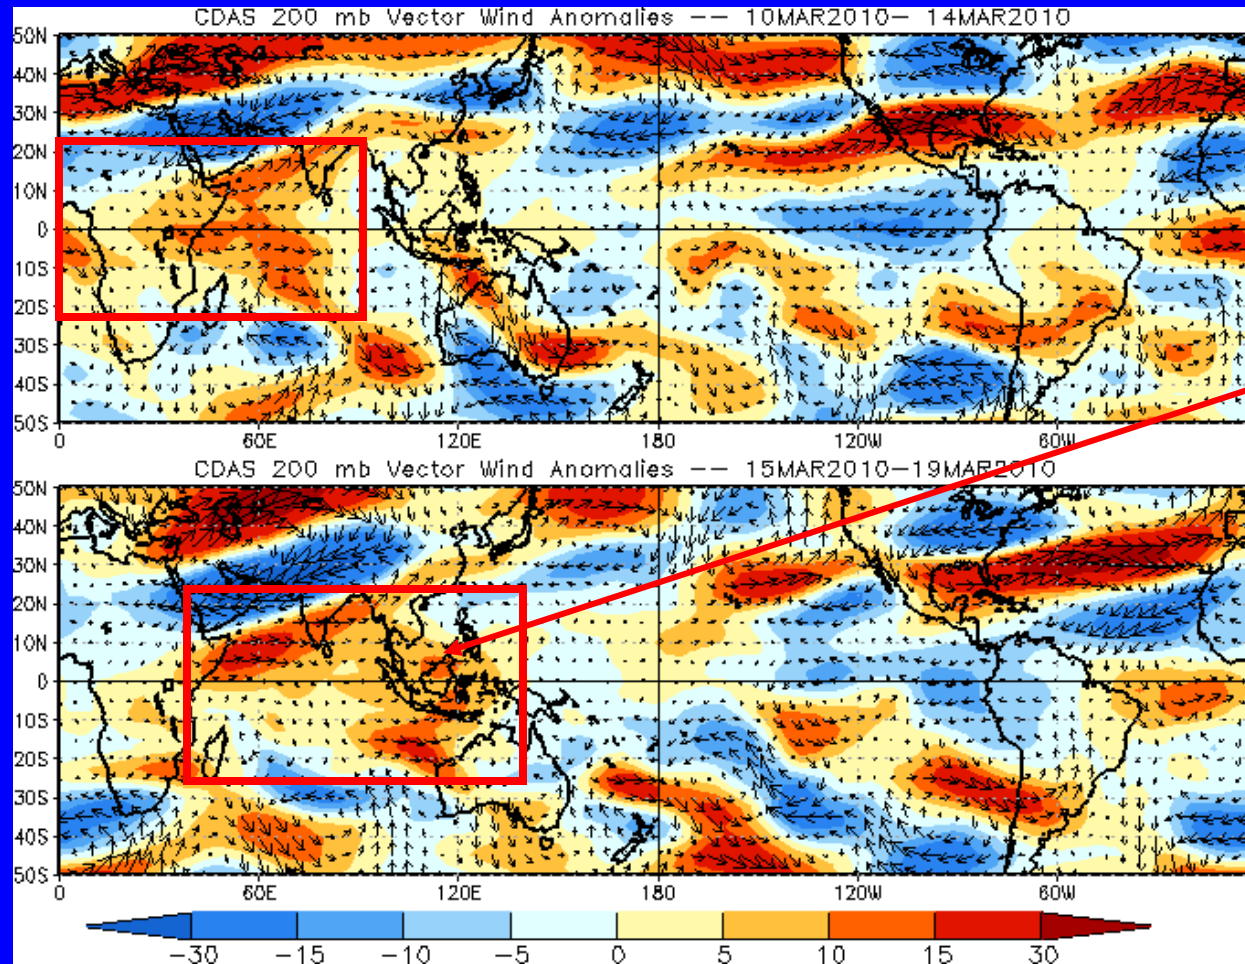 CDAS 200 mb Vector Wind Anomalies -- 10MAR2010- 14MAR2010
50N
40N
30N
20N
10N
0
10S
20S
30S
40S
50S
0 60E 120E 180 120W 60W
CDAS 200 mb Vector Wind Anomalies -- 15MAR2010-19MAR2010
50N
40N
30N
20N
10N
0
10S
20S
30S
40S
50S
0 60E 120E 180 120W 60W
-30 -15 -10 -5 0 5 10 15 30